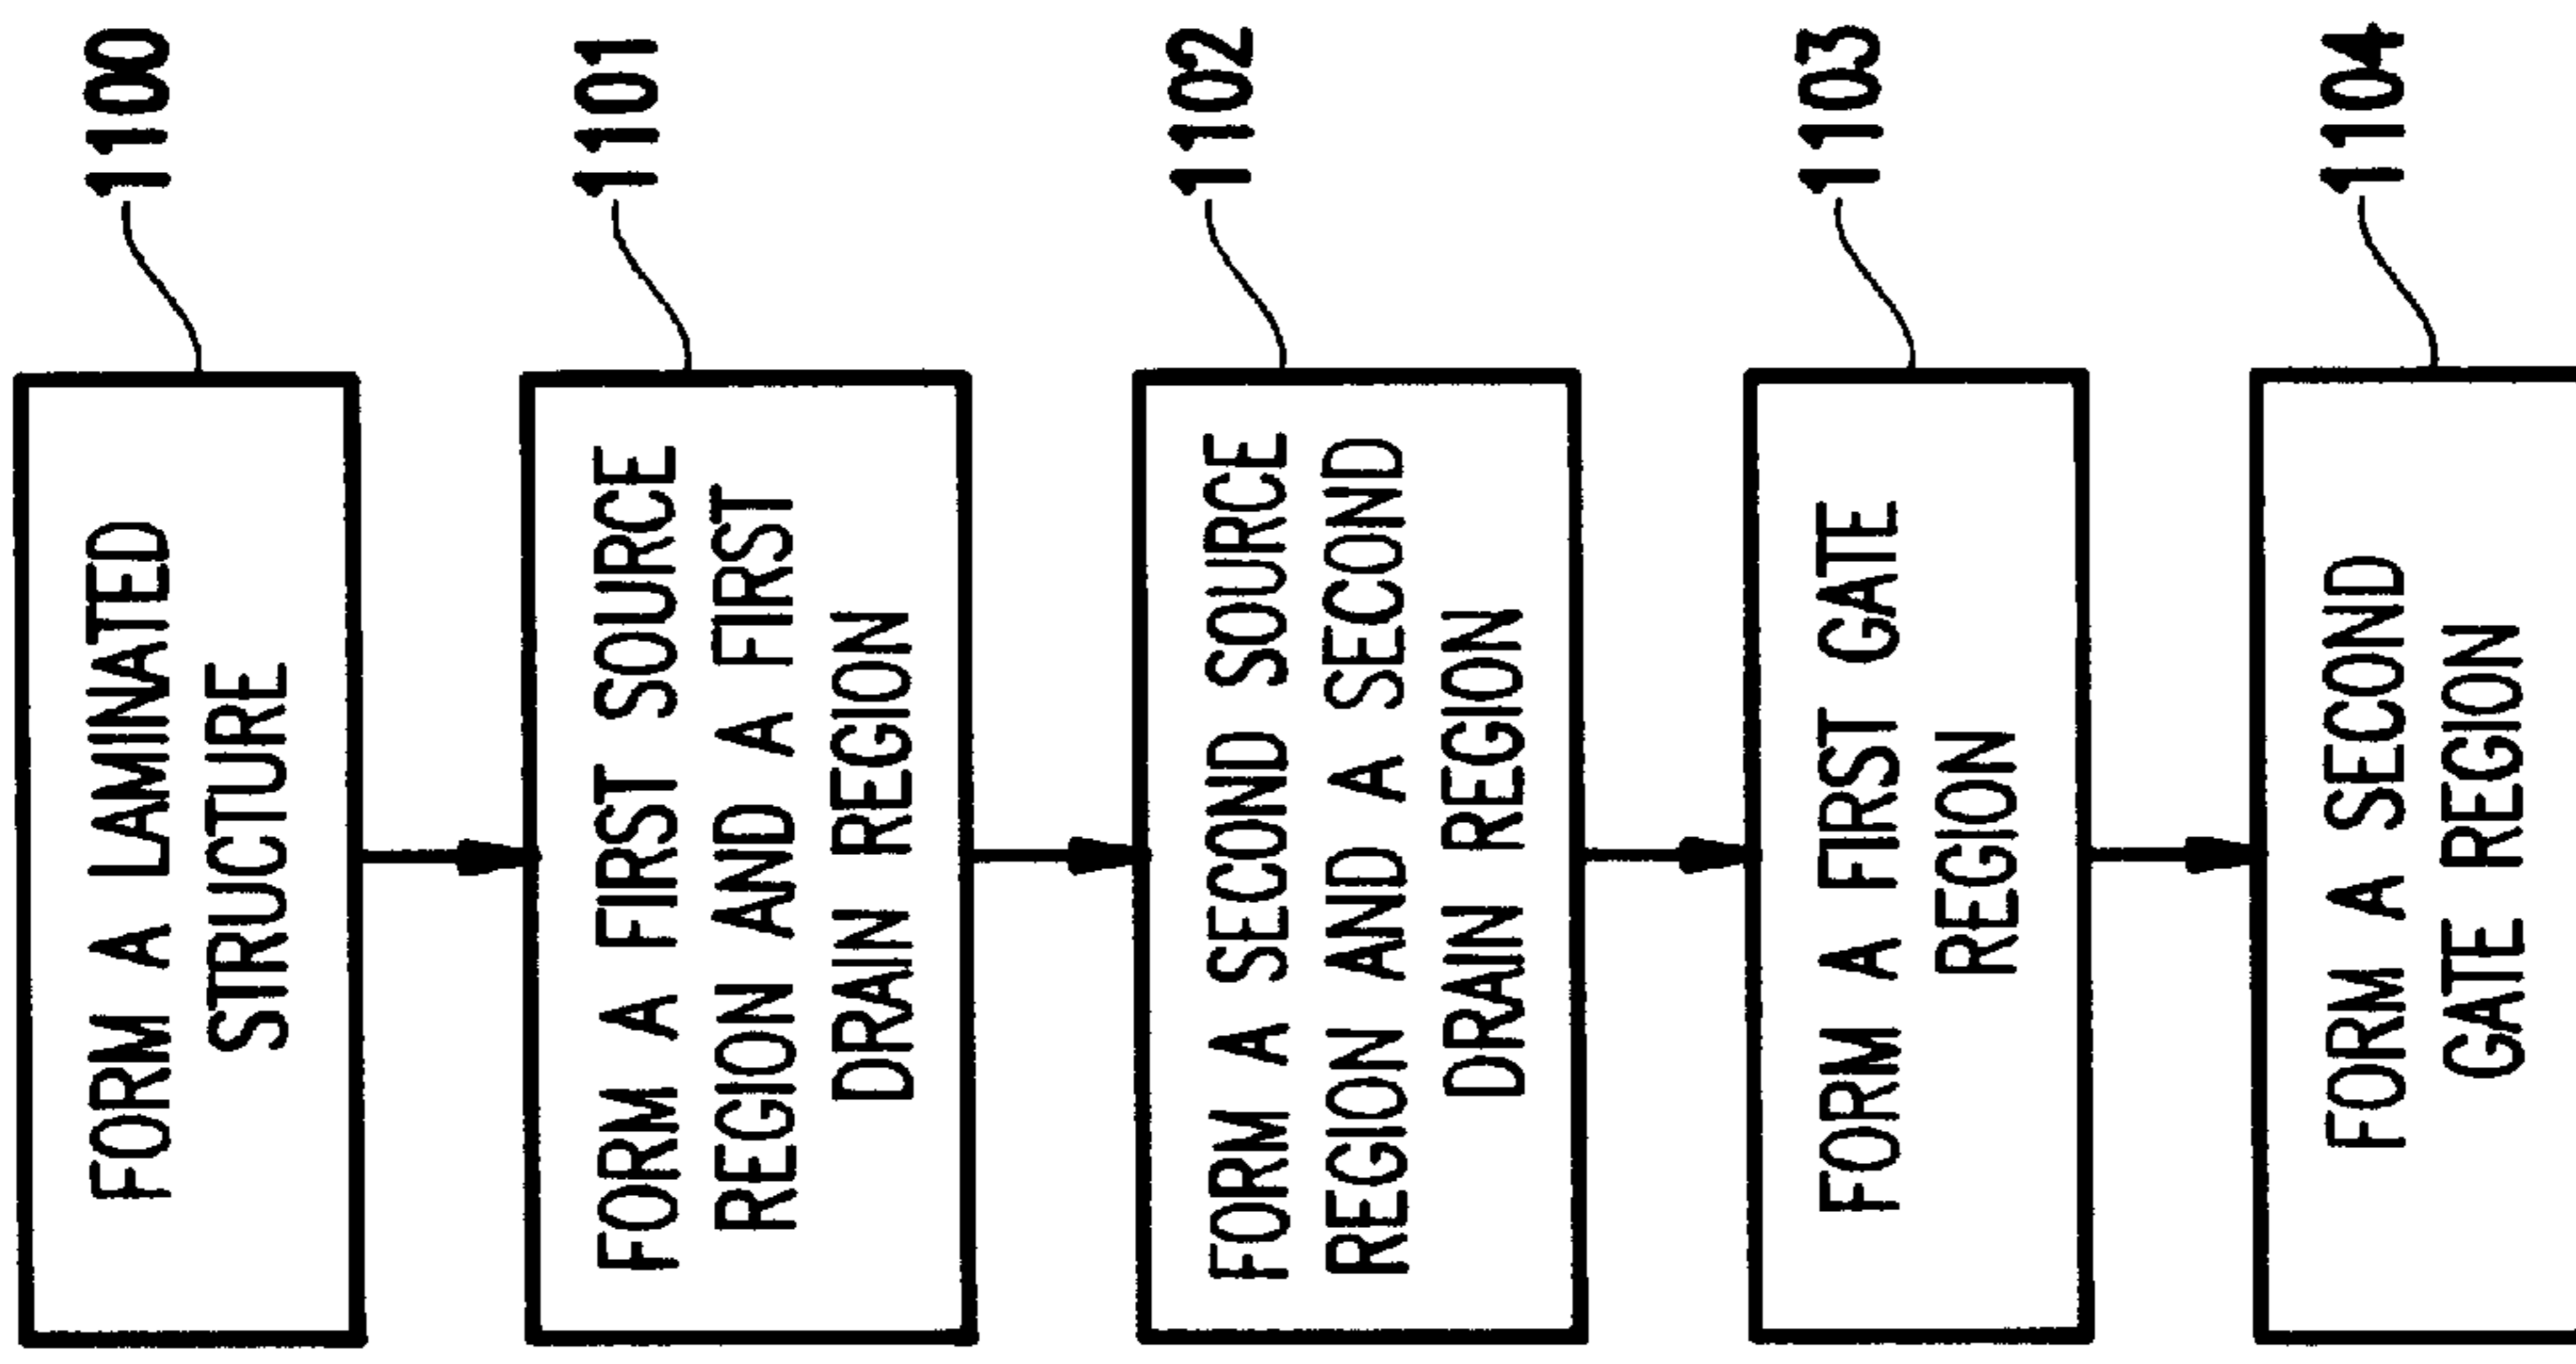 1100
FORM A LAMINATED
STRUCTURE
1101
FORM A FIRST SOURCE
REGION AND A FIRST
DRAIN REGION
1102
FORM A SECOND SOURCE
REGION AND A SECOND
DRAIN REGION
1103
FORM A FIRST GATE
REGION
1104
FORM A SECOND
GATE REGION